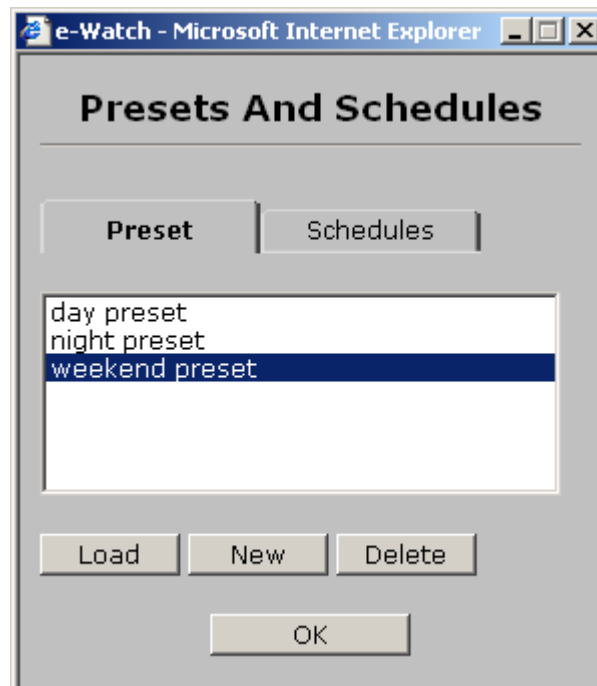 e-Watch - Microsoft Internet Explorer
Presets And Schedules
Preset Schedules
day preset
night preset
weekend preset
Load New Delete
OK